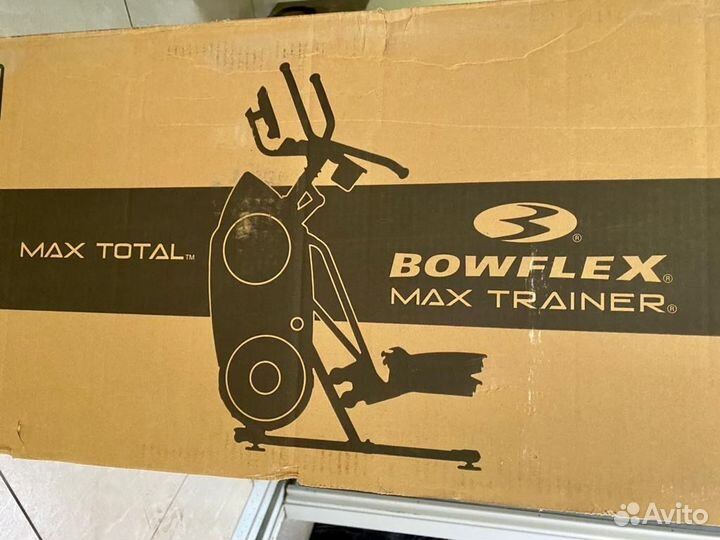 MAX TOTAL™
BOWFLEX®
MAX TRAINER®
Avito